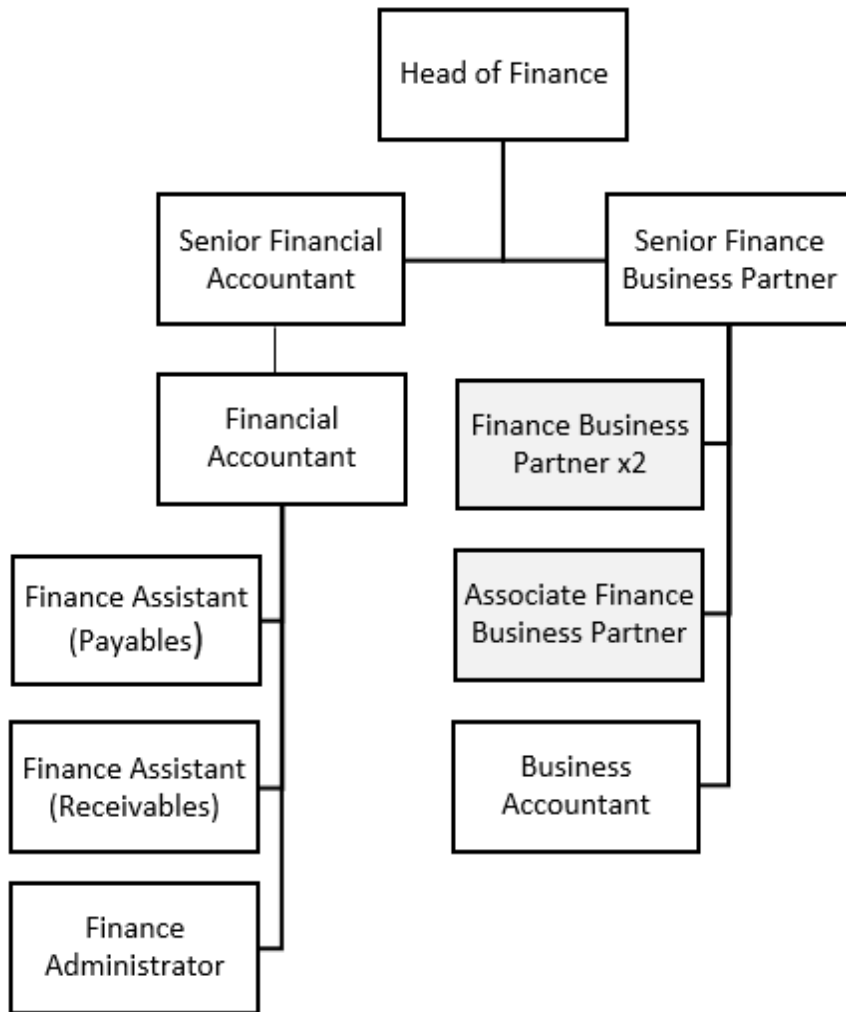 Head of Finance
Senior Financial
Accountant
Senior Finance
Business Partner
Financial
Accountant
Finance Business
Partner x2
Finance Assistant
(Payables)
Associate Finance
Business Partner
Finance Assistant
(Receivables)
Business
Accountant
Finance
Administrator